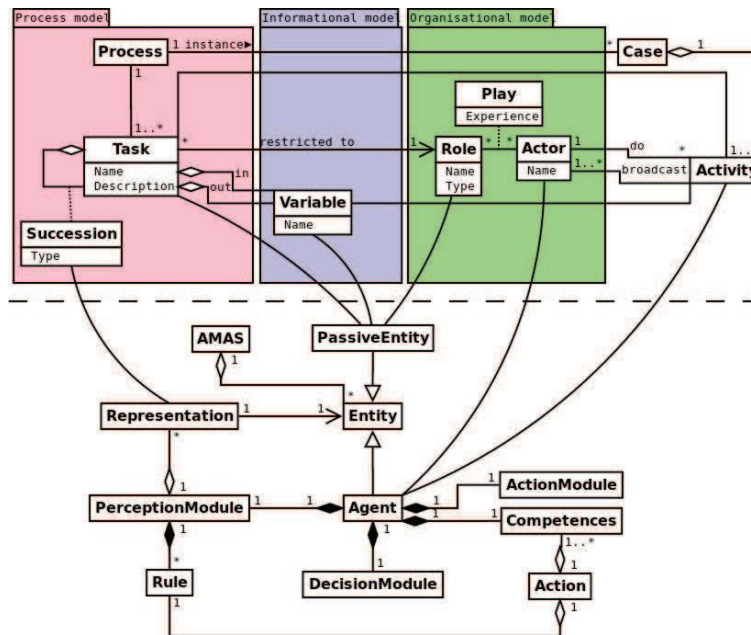 Process model
Informational model
Organisational model
Process
1 instance
*
Case
1
1
Play
Experience
1..*
Task
Name
Description
*
restricted to
1
Role
Name
Type
* *
Actor
Name
1
do
*
1..
1..*
broadcast
Activity
in
out
Variable
Name
Succession
Type
AMAS
1
PassiveEntity
*
Representation
1
1
Entity
*
1
PerceptionModule
1
1
Agent
1
1
ActionModule
1
1
Competences
1
1
1..*
*
1
1
Rule
DecisionModule
Action
1
1